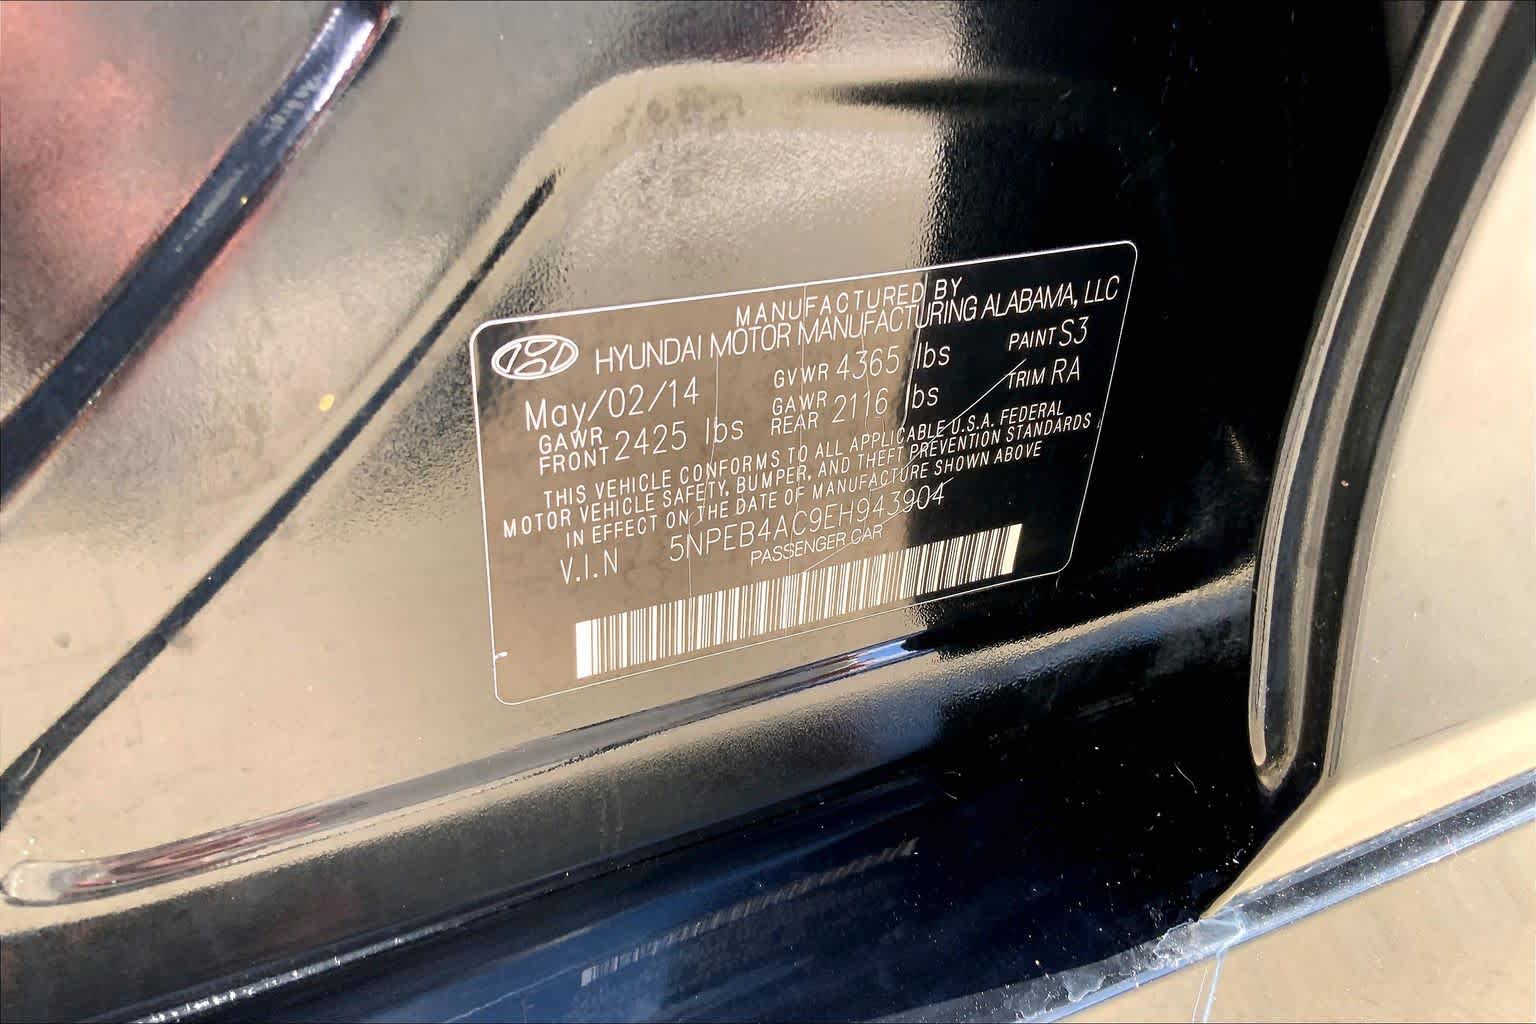 MANUFACTURED BY
HYUNDAI MOTOR MANUFACTURING ALABAMA, LLC
May/02/14 GVWR 4365 lbs PAINT S3
GAWR FRONT 2425 lbs GAWR REAR 2116 lbs TRIM RA
THIS VEHICLE CONFORMS TO ALL APPLICABLE U.S.A. FEDERAL
MOTOR VEHICLE SAFETY, BUMPER, AND THEFT PREVENTION STANDARDS
IN EFFECT ON THE DATE OF MANUFACTURE SHOWN ABOVE
V.I.N 5NPEB4AC9EH943904
PASSENGER CAR